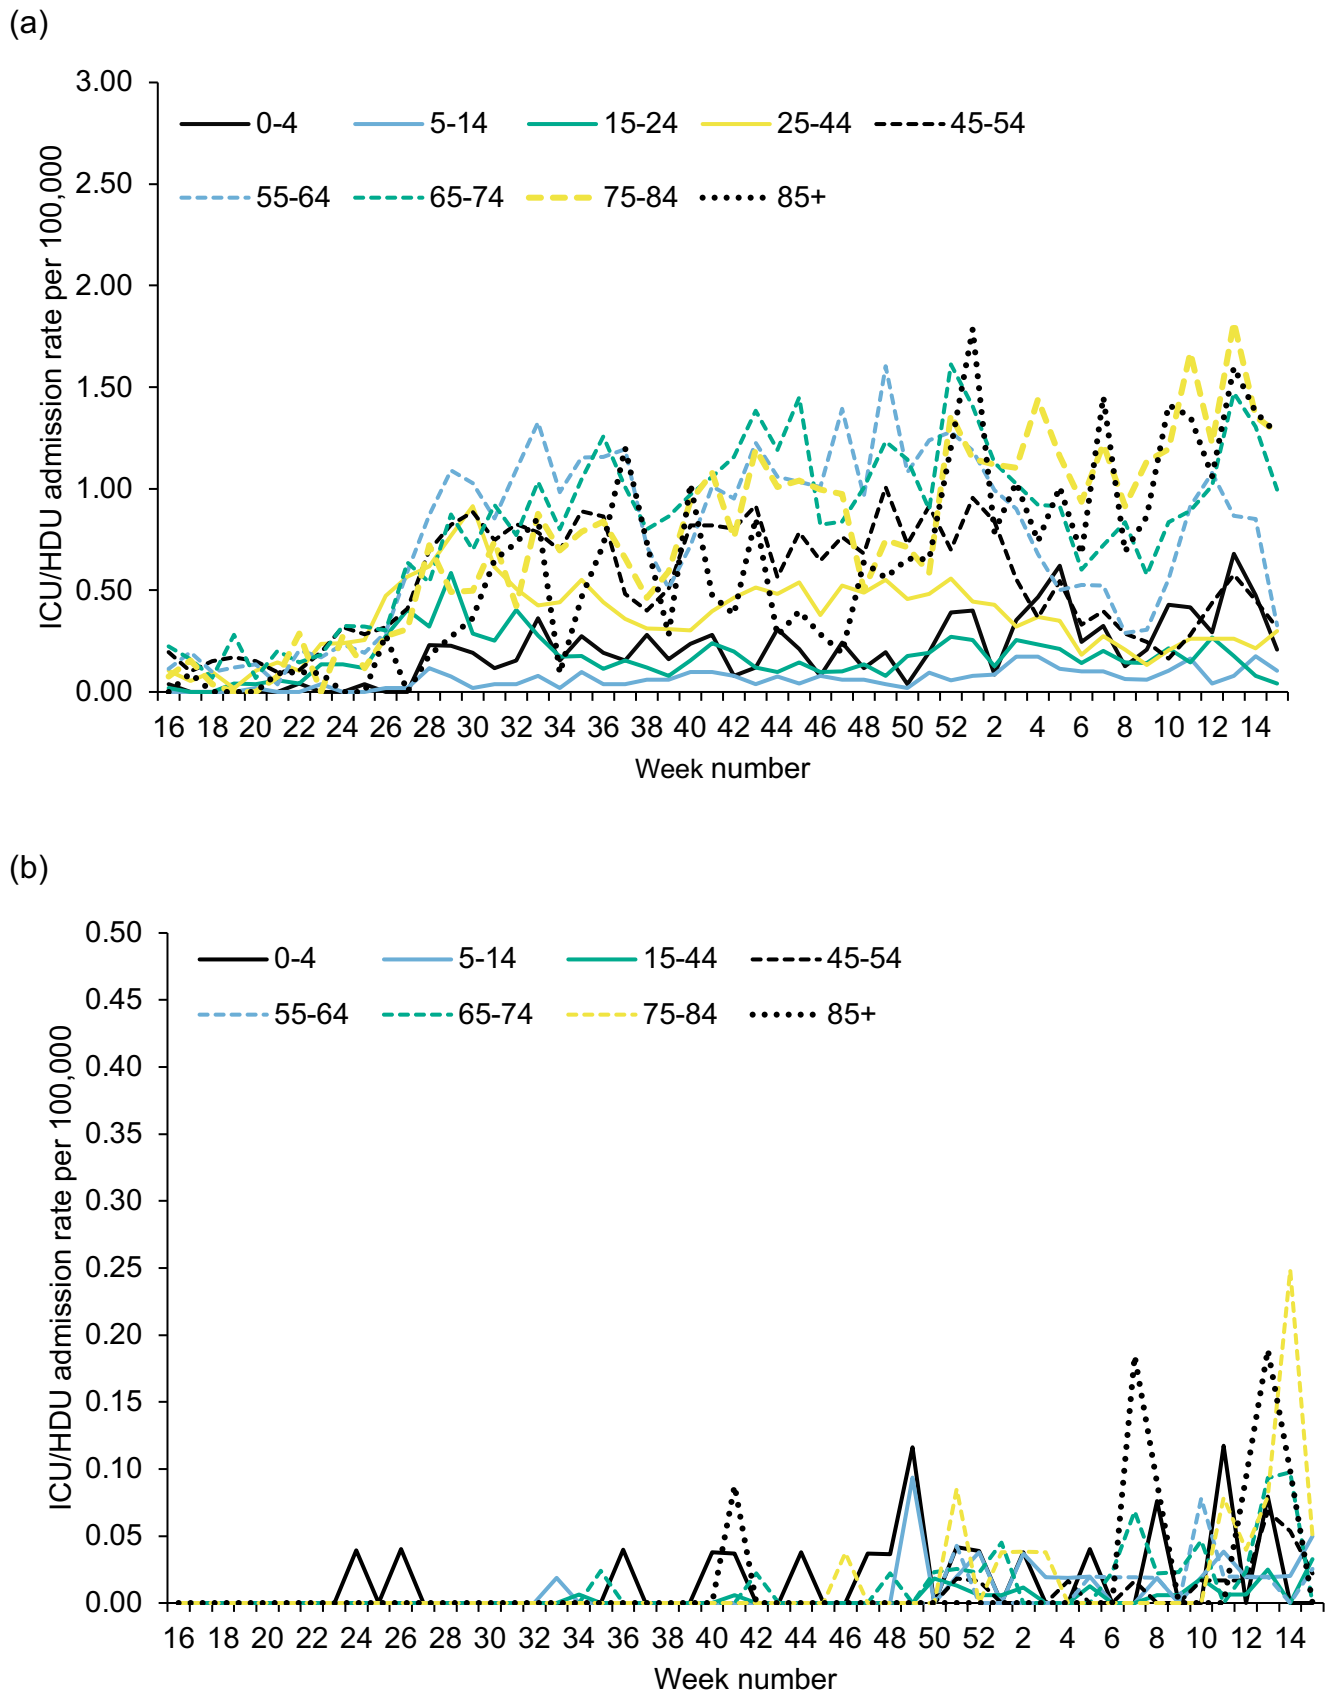 (a)
ICU/HDU admission rate per 100,000
3.00
2.50
2.00
1.50
1.00
0.50
0.00
0-4 5-14 15-24 25-44 45-54
55-64 65-74 75-84 85+
16 18 20 22 24 26 28 30 32 34 36 38 40 42 44 46 48 50 52 2 4 6 8 10 12 14
Week number
(b)
ICU/HDU admission rate per 100,000
0.50
0.45
0.40
0.35
0.30
0.25
0.20
0.15
0.10
0.05
0.00
0-4 5-14 15-44 45-54
55-64 65-74 75-84 85+
16 18 20 22 24 26 28 30 32 34 36 38 40 42 44 46 48 50 52 2 4 6 8 10 12 14
Week number